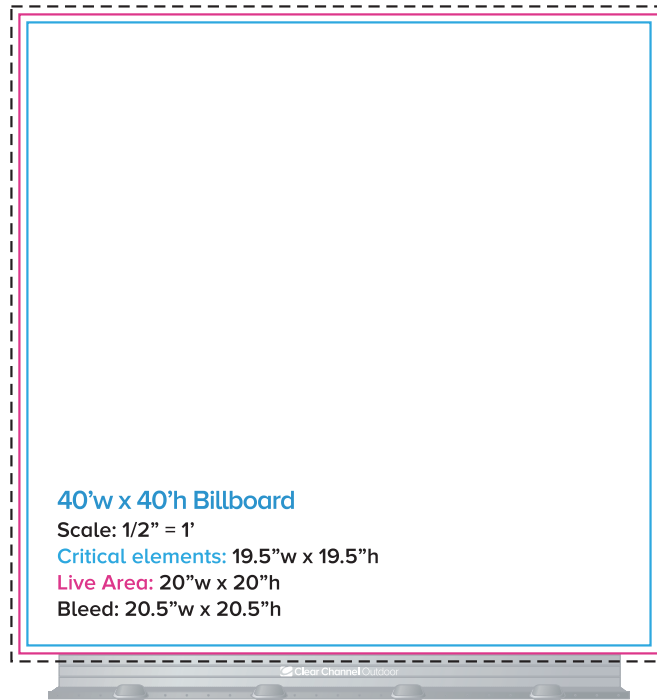 40’w x 40’h Billboard
Scale: 1/2” = 1’
Critical elements: 19.5”w x 19.5”h
Live Area: 20”w x 20”h
Bleed: 20.5”w x 20.5”h
Clear Channel Outdoor